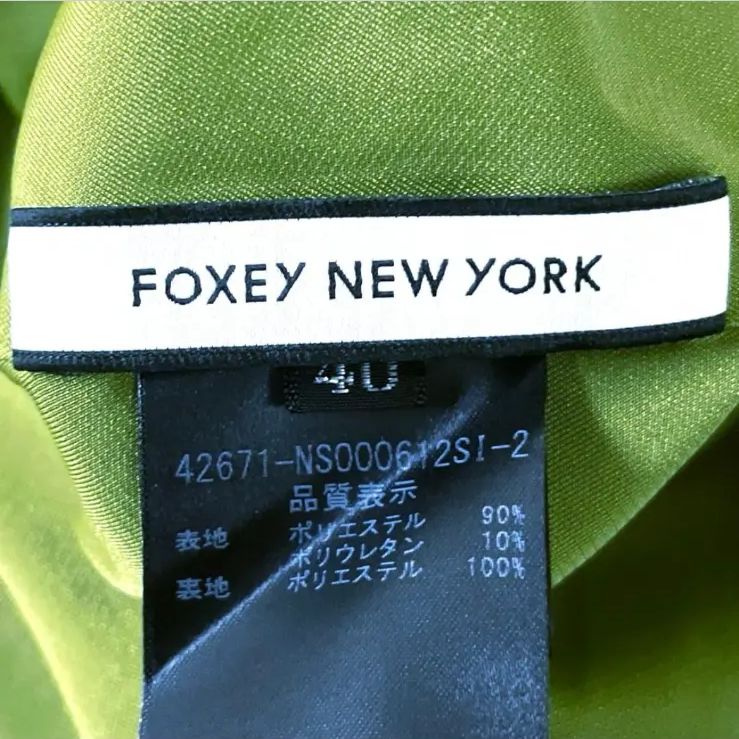 FOXEY NEW YORK
40
42671-NS000612SI-2
品質表示
表地 ポリエステル 90%
ポリウレタン 10%
裏地 ポリエステル 100%